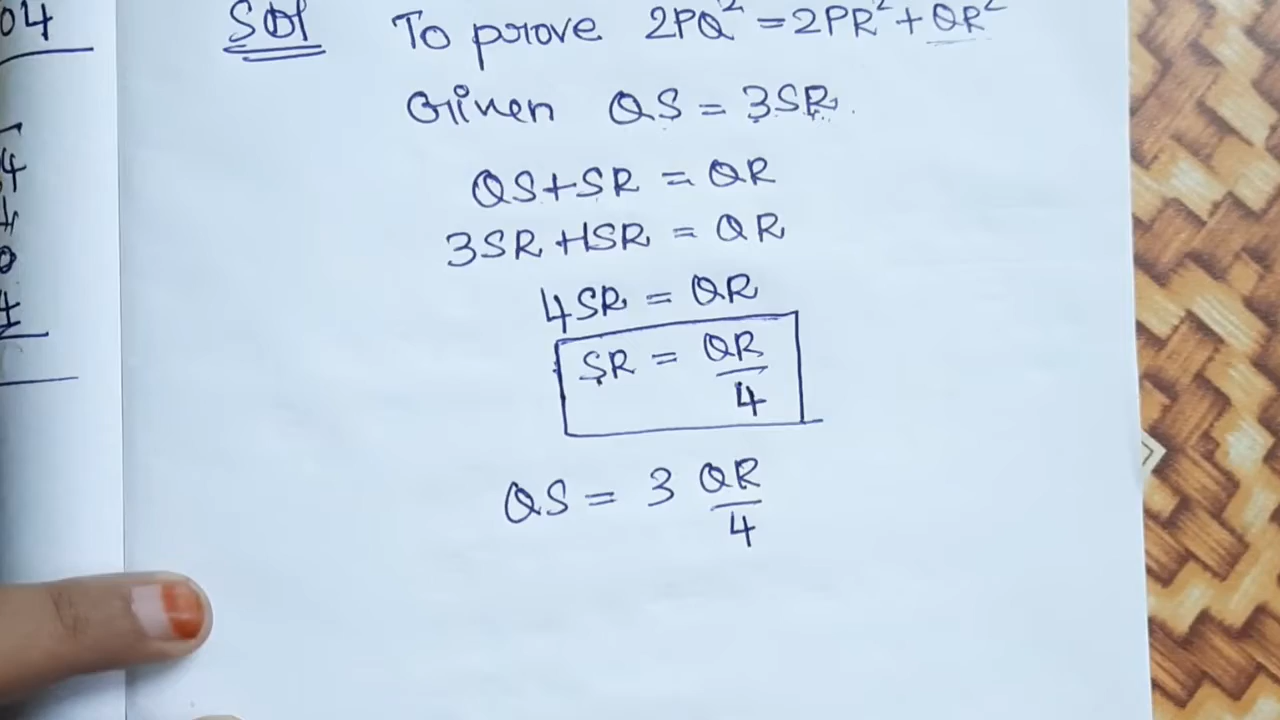 04
Sol To prove 2PQ² = 2PR² + QR²
Given QS = 3SR.
QS + SR = QR
3SR + 1SR = QR
4SR = QR
SR = QR/4
QS = 3 QR/4